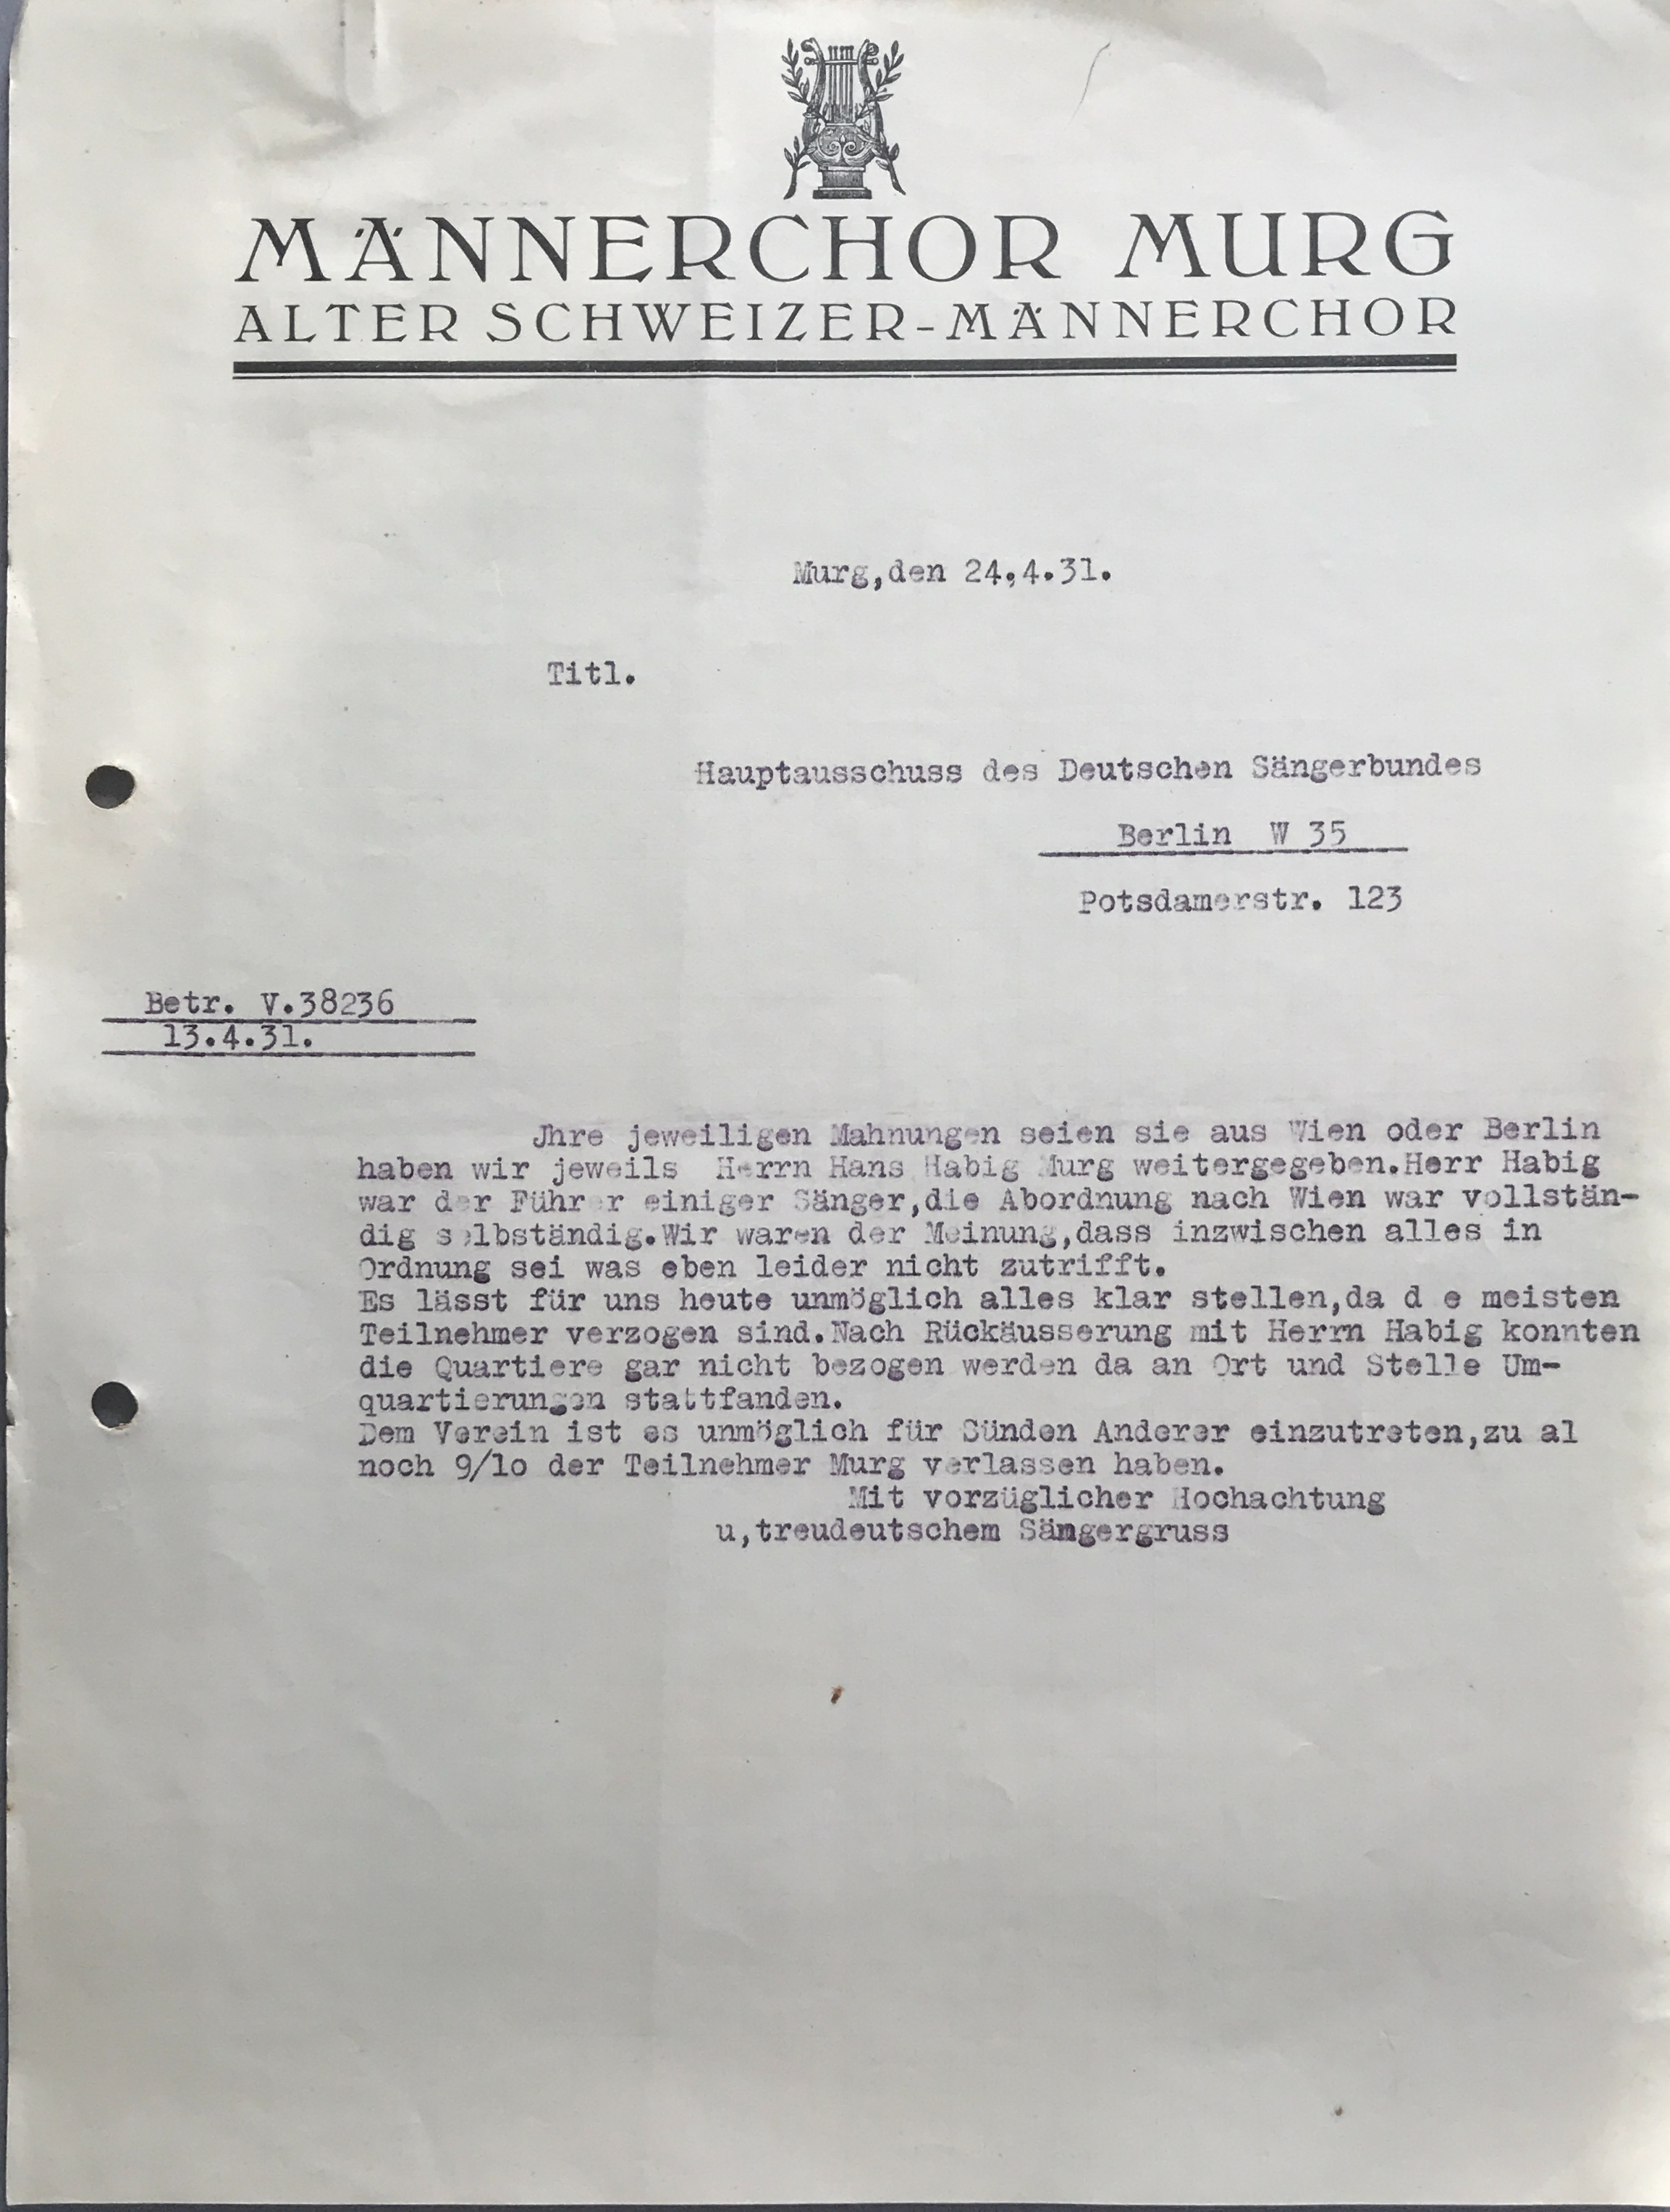 MÄNNERCHOR MURG
ALTER SCHWEIZER-MÄNNERCHOR
Murg,den 24.4.31.
Titl.
Hauptausschuss des Deutschen Sängerbundes
Berlin W 35
Potsdamerstr. 123
Betr. V.38236
13.4.31.
Jhre jeweiligen Mahnungen seien sie aus Wien oder Berlin
haben wir jeweils Herrn Hans Habig Murg weitergegeben.Herr Habig
war der Führer einiger Sänger,die Abordnung nach Wien war vollstän-
dig selbständig.Wir waren der Meinung,dass inzwischen alles in
Ordnung sei was eben leider nicht zutrifft.
Es lässt für uns heute unmöglich alles klar stellen,da d e meisten
Teilnehmer verzogen sind.Nach Rückäusserung mit Herrn Habig konnten
die Quartiere gar nicht bezogen werden da an Ort und Stelle Um-
quartierungen stattfanden.
Dem Verein ist es unmöglich für Sünden Anderer einzutreten,zu al
noch 9/lo der Teilnehmer Murg verlassen haben.
Mit vorzüglicher Hochachtung
u,treudeutschem Sängergruss